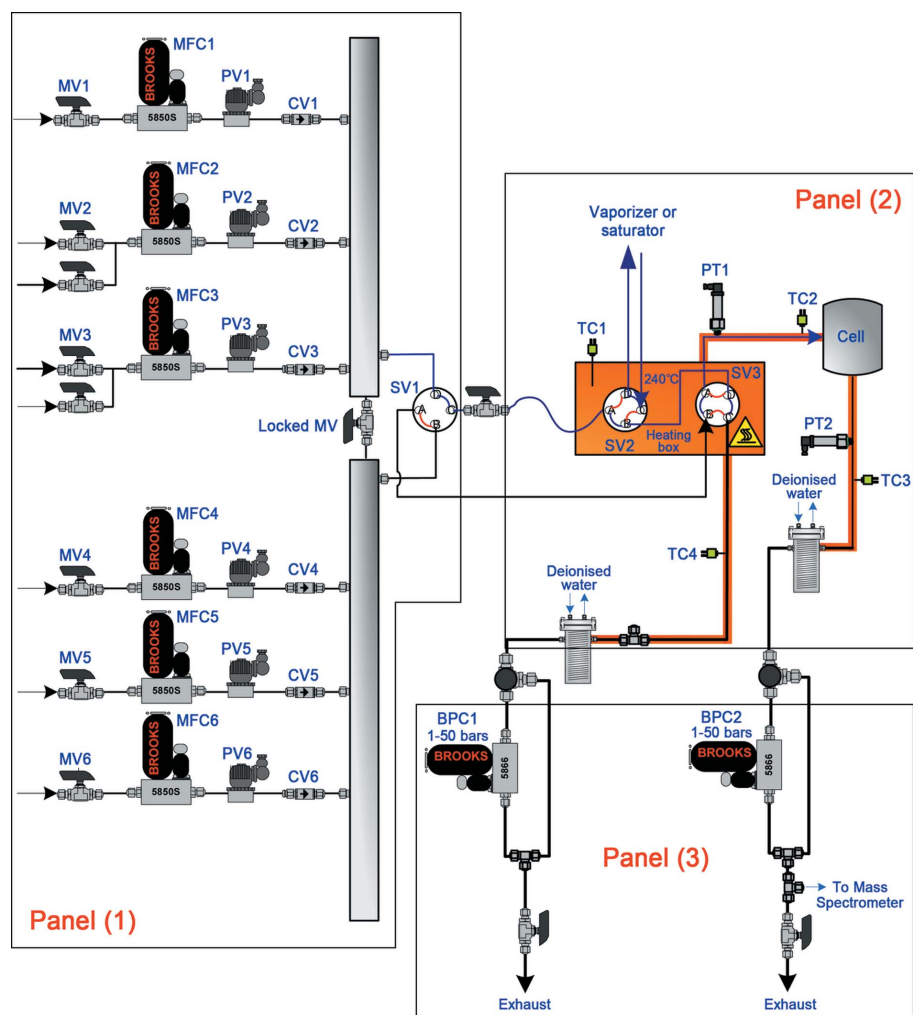 MFC1
BROOKS
5850S
MV1
PV1
CV1
MFC2
BROOKS
5850S
MV2
PV2
CV2
MFC3
BROOKS
5850S
MV3
PV3
CV3
Locked MV
SV1
A
B
C
D
MFC4
BROOKS
5850S
MV4
PV4
CV4
MFC5
BROOKS
5850S
MV5
PV5
CV5
MFC6
BROOKS
5850S
MV6
PV6
CV6
Panel (1)
Panel (2)
Vaporizer or
saturator
PT1
TC1
TC2
Cell
240℃
SV3
A
B
C
D
SV2
A
B
C
D
Heating
box
PT2
TC3
Deionised
water
TC4
Deionised
water
BPC1
1-50 bars
BROOKS
5866
BPC2
1-50 bars
BROOKS
5866
Panel (3)
To Mass
Spectrometer
Exhaust
Exhaust